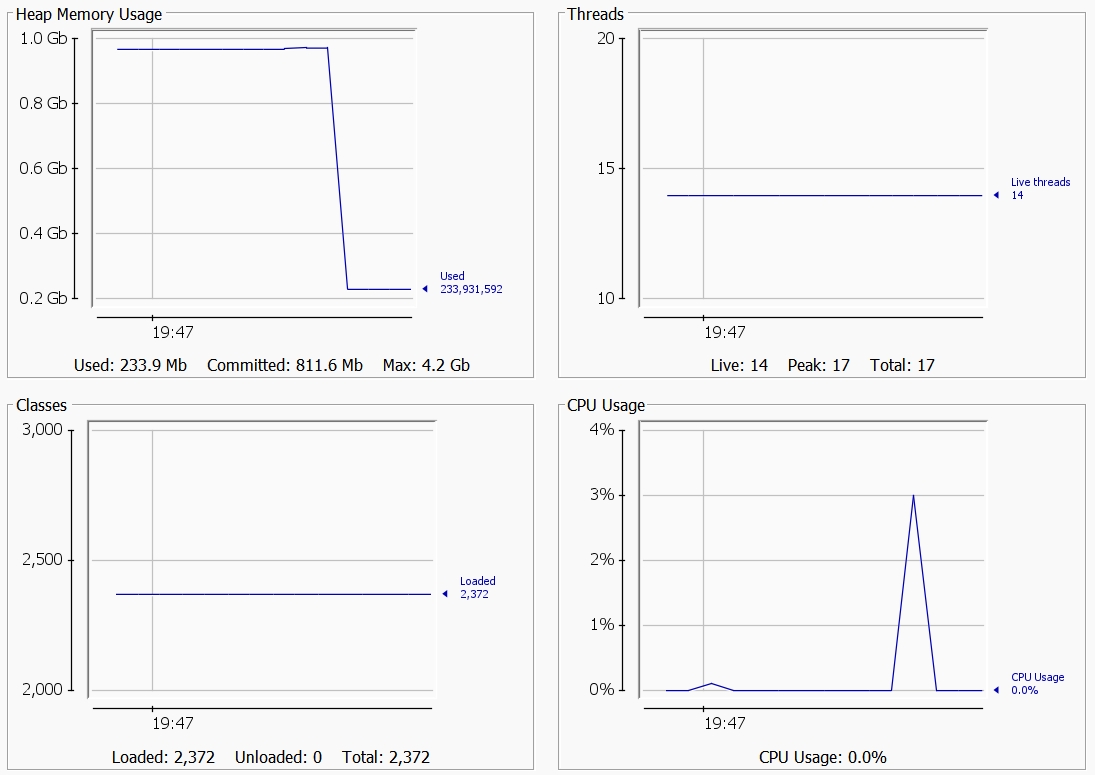 Heap Memory Usage
1.0 Gb
0.8 Gb
0.6 Gb
0.4 Gb
0.2 Gb
Used
233,931,592
19:47
Used: 233.9 Mb Committed: 811.6 Mb Max: 4.2 Gb
Threads
20
15
10
Live threads
14
19:47
Live: 14 Peak: 17 Total: 17
Classes
3,000
2,500
2,000
Loaded
2,372
19:47
Loaded: 2,372 Unloaded: 0 Total: 2,372
CPU Usage
4%
3%
2%
1%
0%
CPU Usage
0.0%
19:47
CPU Usage: 0.0%